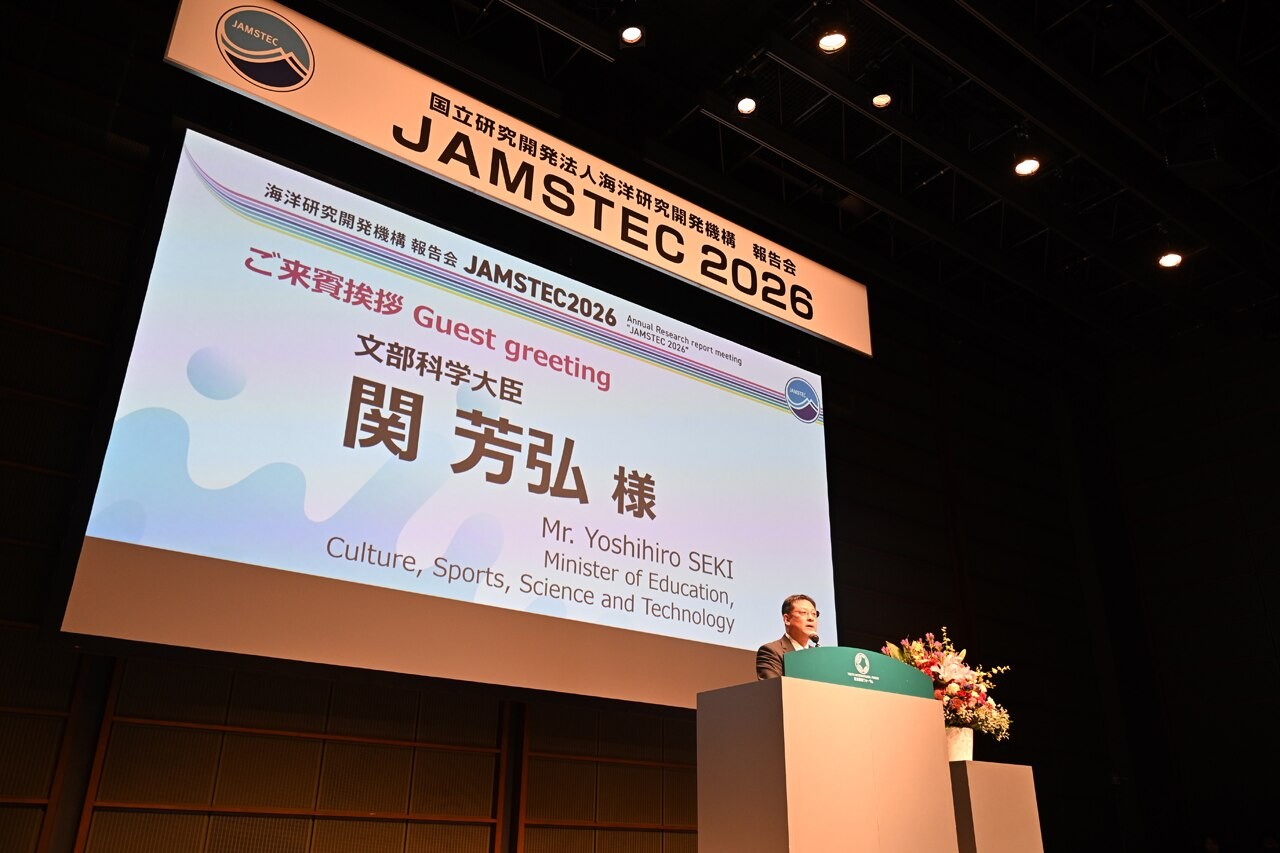 JAMSTEC
国立研究開発法人海洋研究開発機構 報告会
JAMSTEC 2026
海洋研究開発機構 報告会 JAMSTEC2026
Annual Research report meeting
"JAMSTEC 2026"
JAMSTEC
ご来賓挨拶 Guest greeting
文部科学大臣
関 芳弘 様
Mr. Yoshihiro SEKI
Minister of Education,
Culture, Sports, Science and Technology